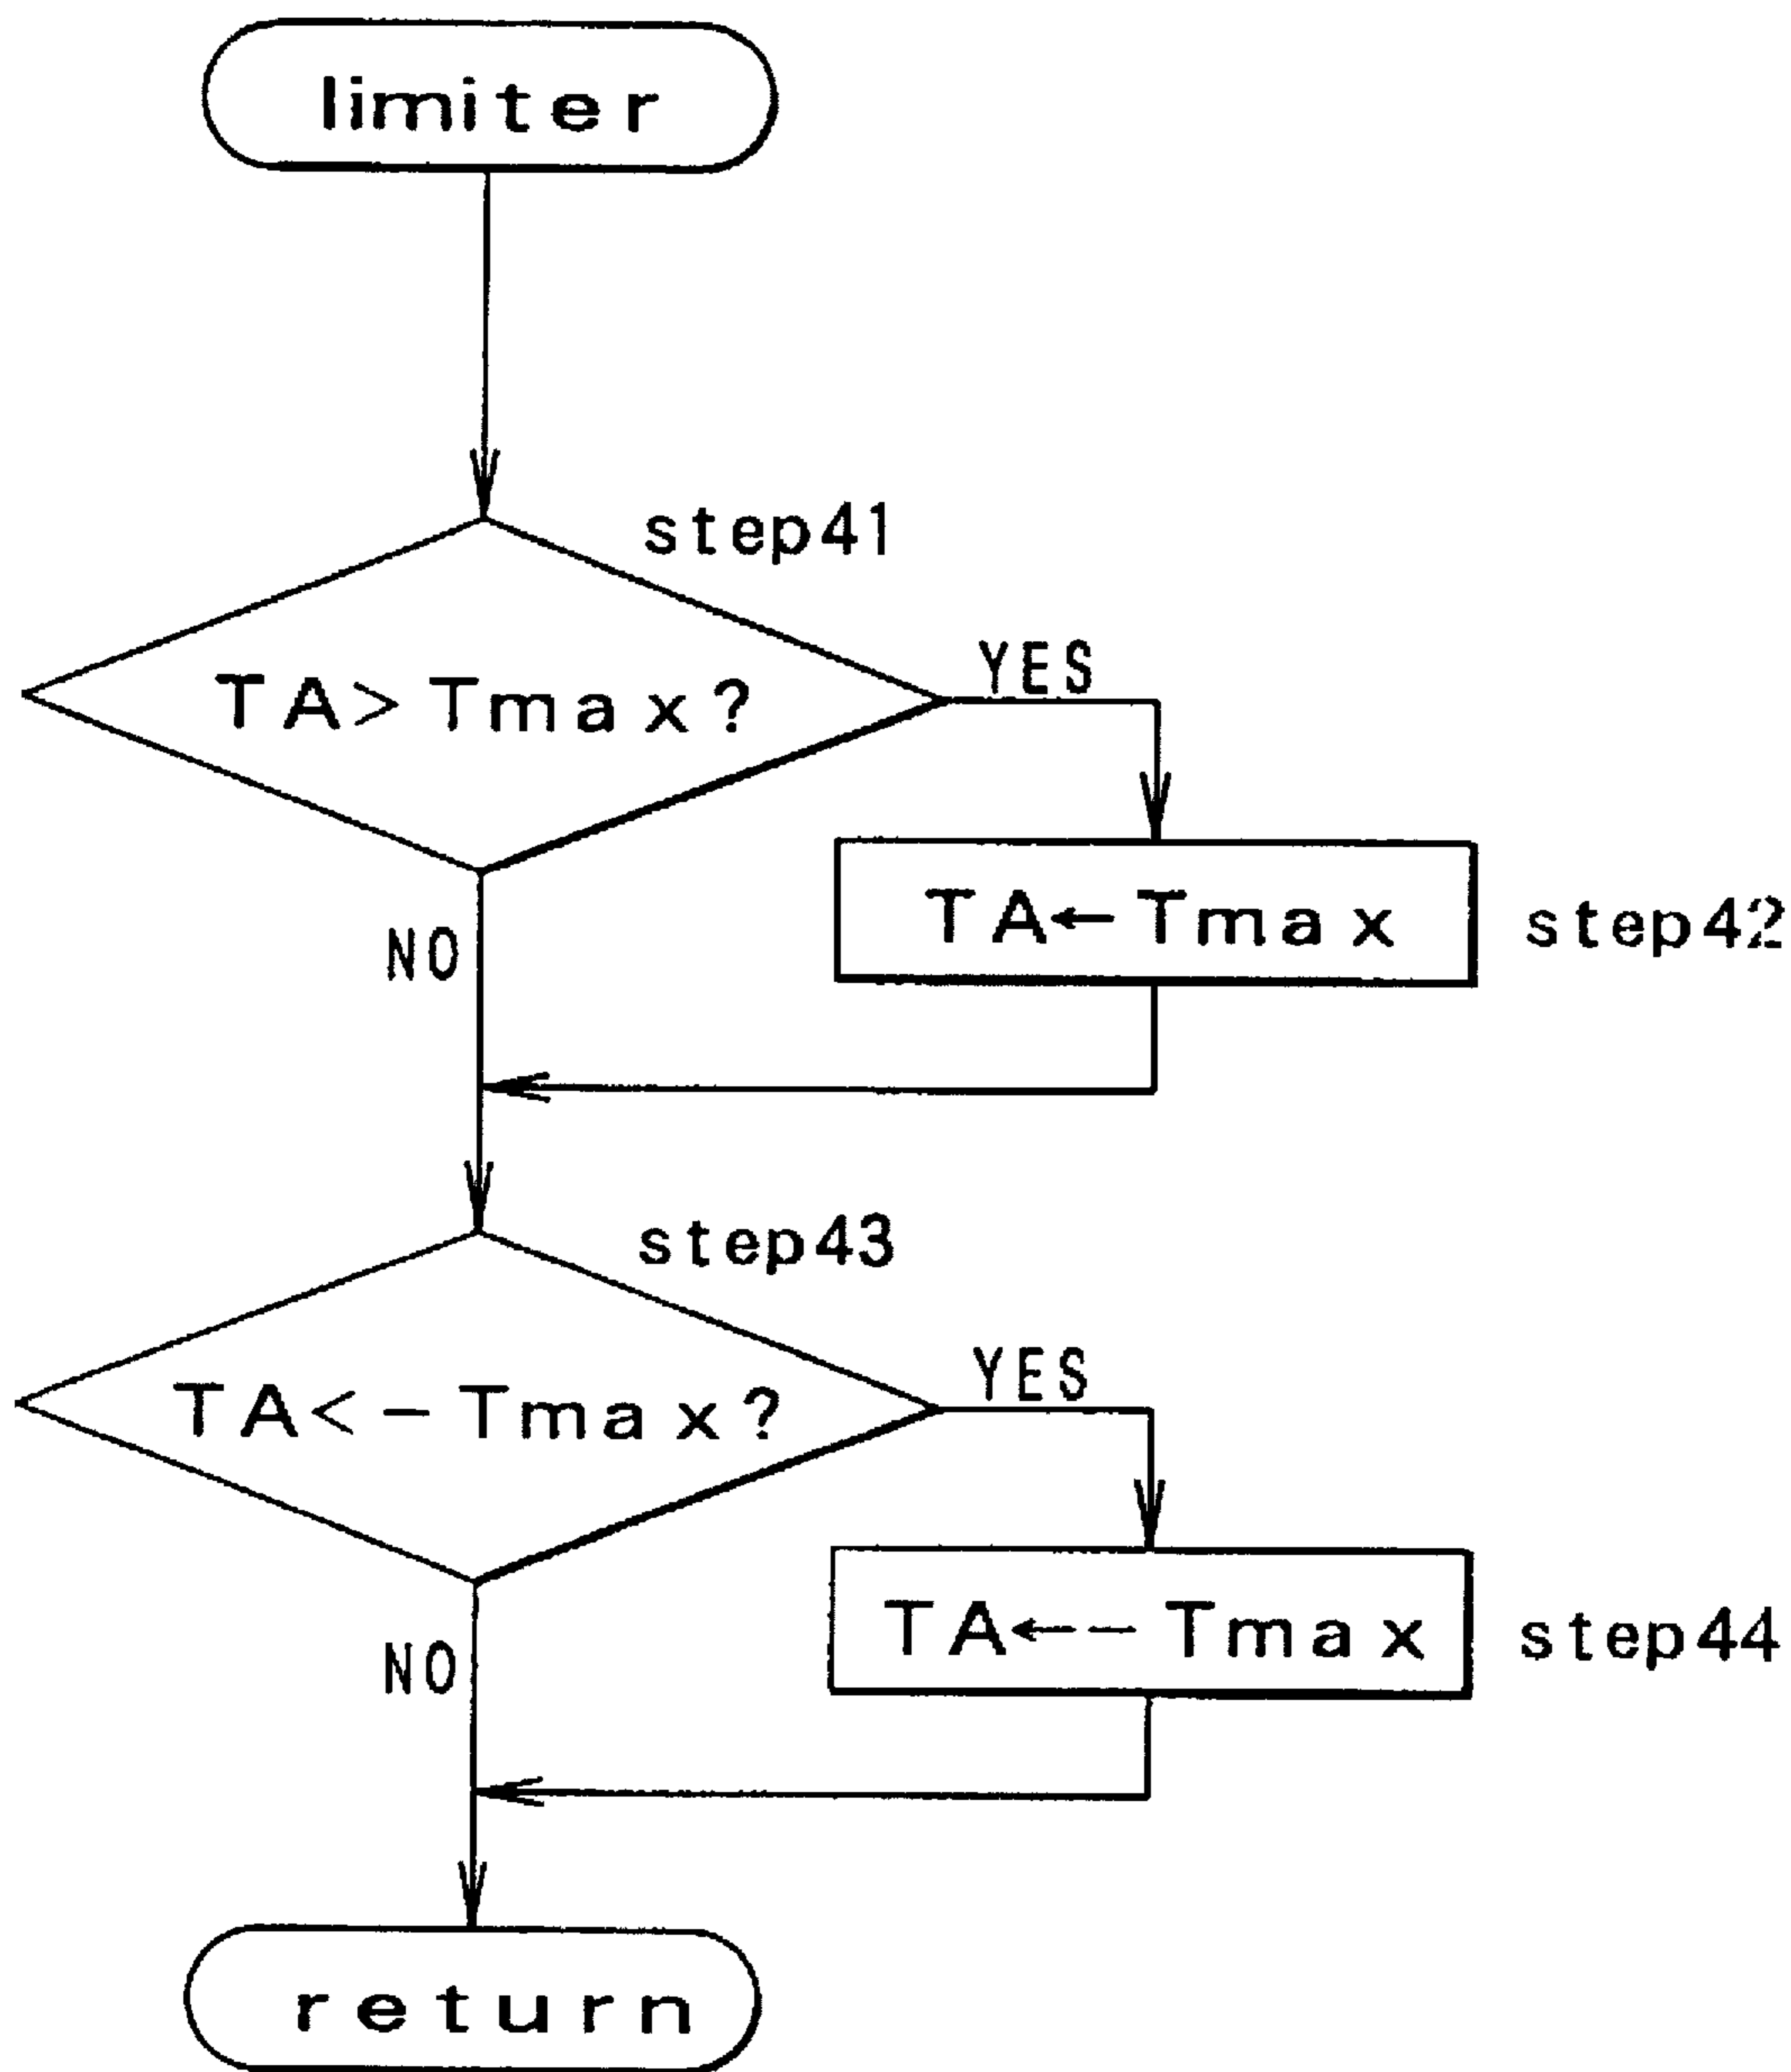 limiter
step41
TA>Tmax?
YES
TA←Tmax
step42
NO
step43
TA<-Tmax?
YES
TA←-Tmax
step44
NO
return